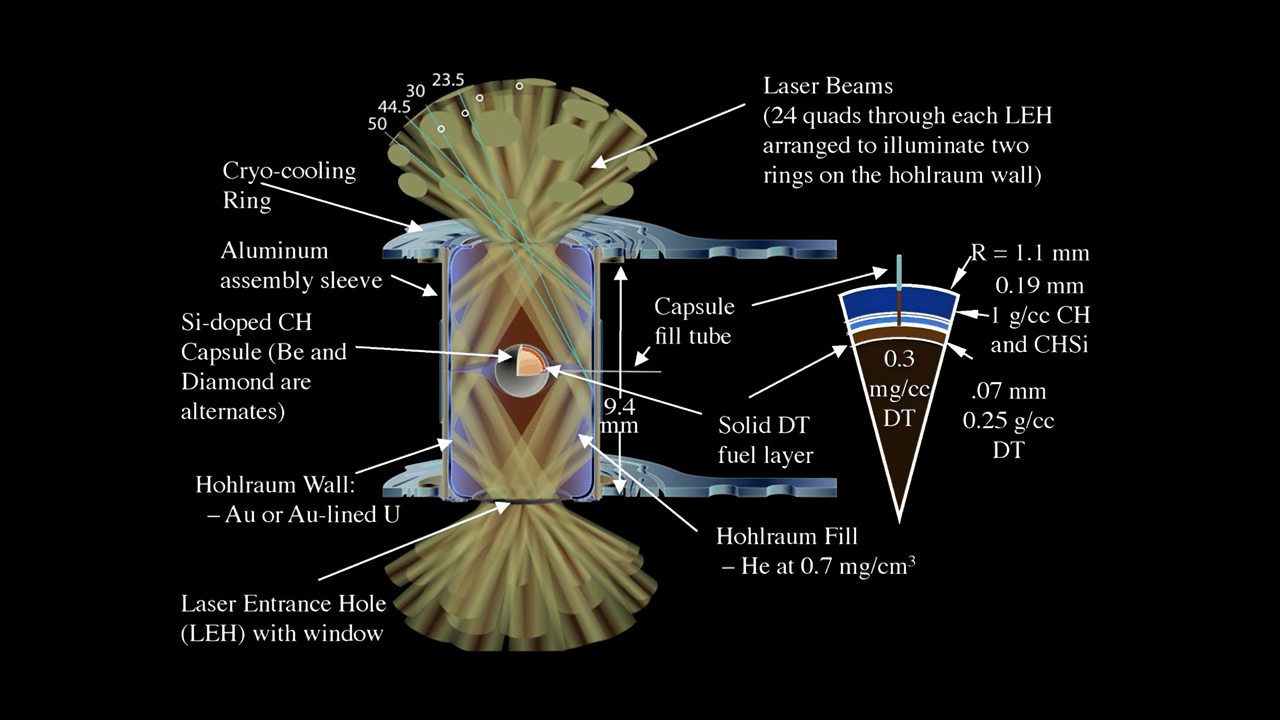 23.5
30
44.5
50
Laser Beams
(24 quads through each LEH
arranged to illuminate two
rings on the hohlraum wall)
Cryo-cooling
Ring
Aluminum
assembly sleeve
Si-doped CH
Capsule (Be and
Diamond are
alternates)
Hohlraum Wall:
– Au or Au-lined U
Laser Entrance Hole
(LEH) with window
Capsule
fill tube
9.4
mm
Solid DT
fuel layer
Hohlraum Fill
– He at 0.7 mg/cm³
R = 1.1 mm
0.19 mm
1 g/cc CH
and CHSi
0.3
mg/cc
DT
.07 mm
0.25 g/cc
DT